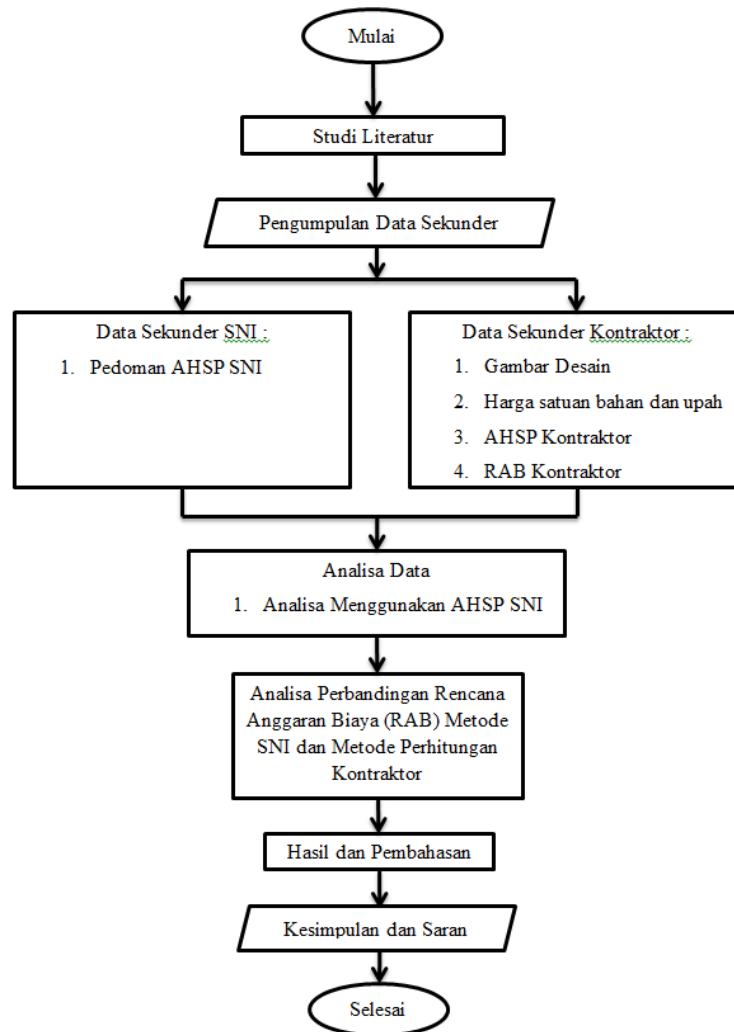 Mulai
Studi Literatur
Pengumpulan Data Sekunder
Data Sekunder SNI :
1. Pedoman AHSP SNI
Data Sekunder Kontraktor :
1. Gambar Desain
2. Harga satuan bahan dan upah
3. AHSP Kontraktor
4. RAB Kontraktor
Analisa Data
1. Analisa Menggunakan AHSP SNI
Analisa Perbandingan Rencana
Anggaran Biaya (RAB) Metode
SNI dan Metode Perhitungan
Kontraktor
Hasil dan Pembahasan
Kesimpulan dan Saran
Selesai